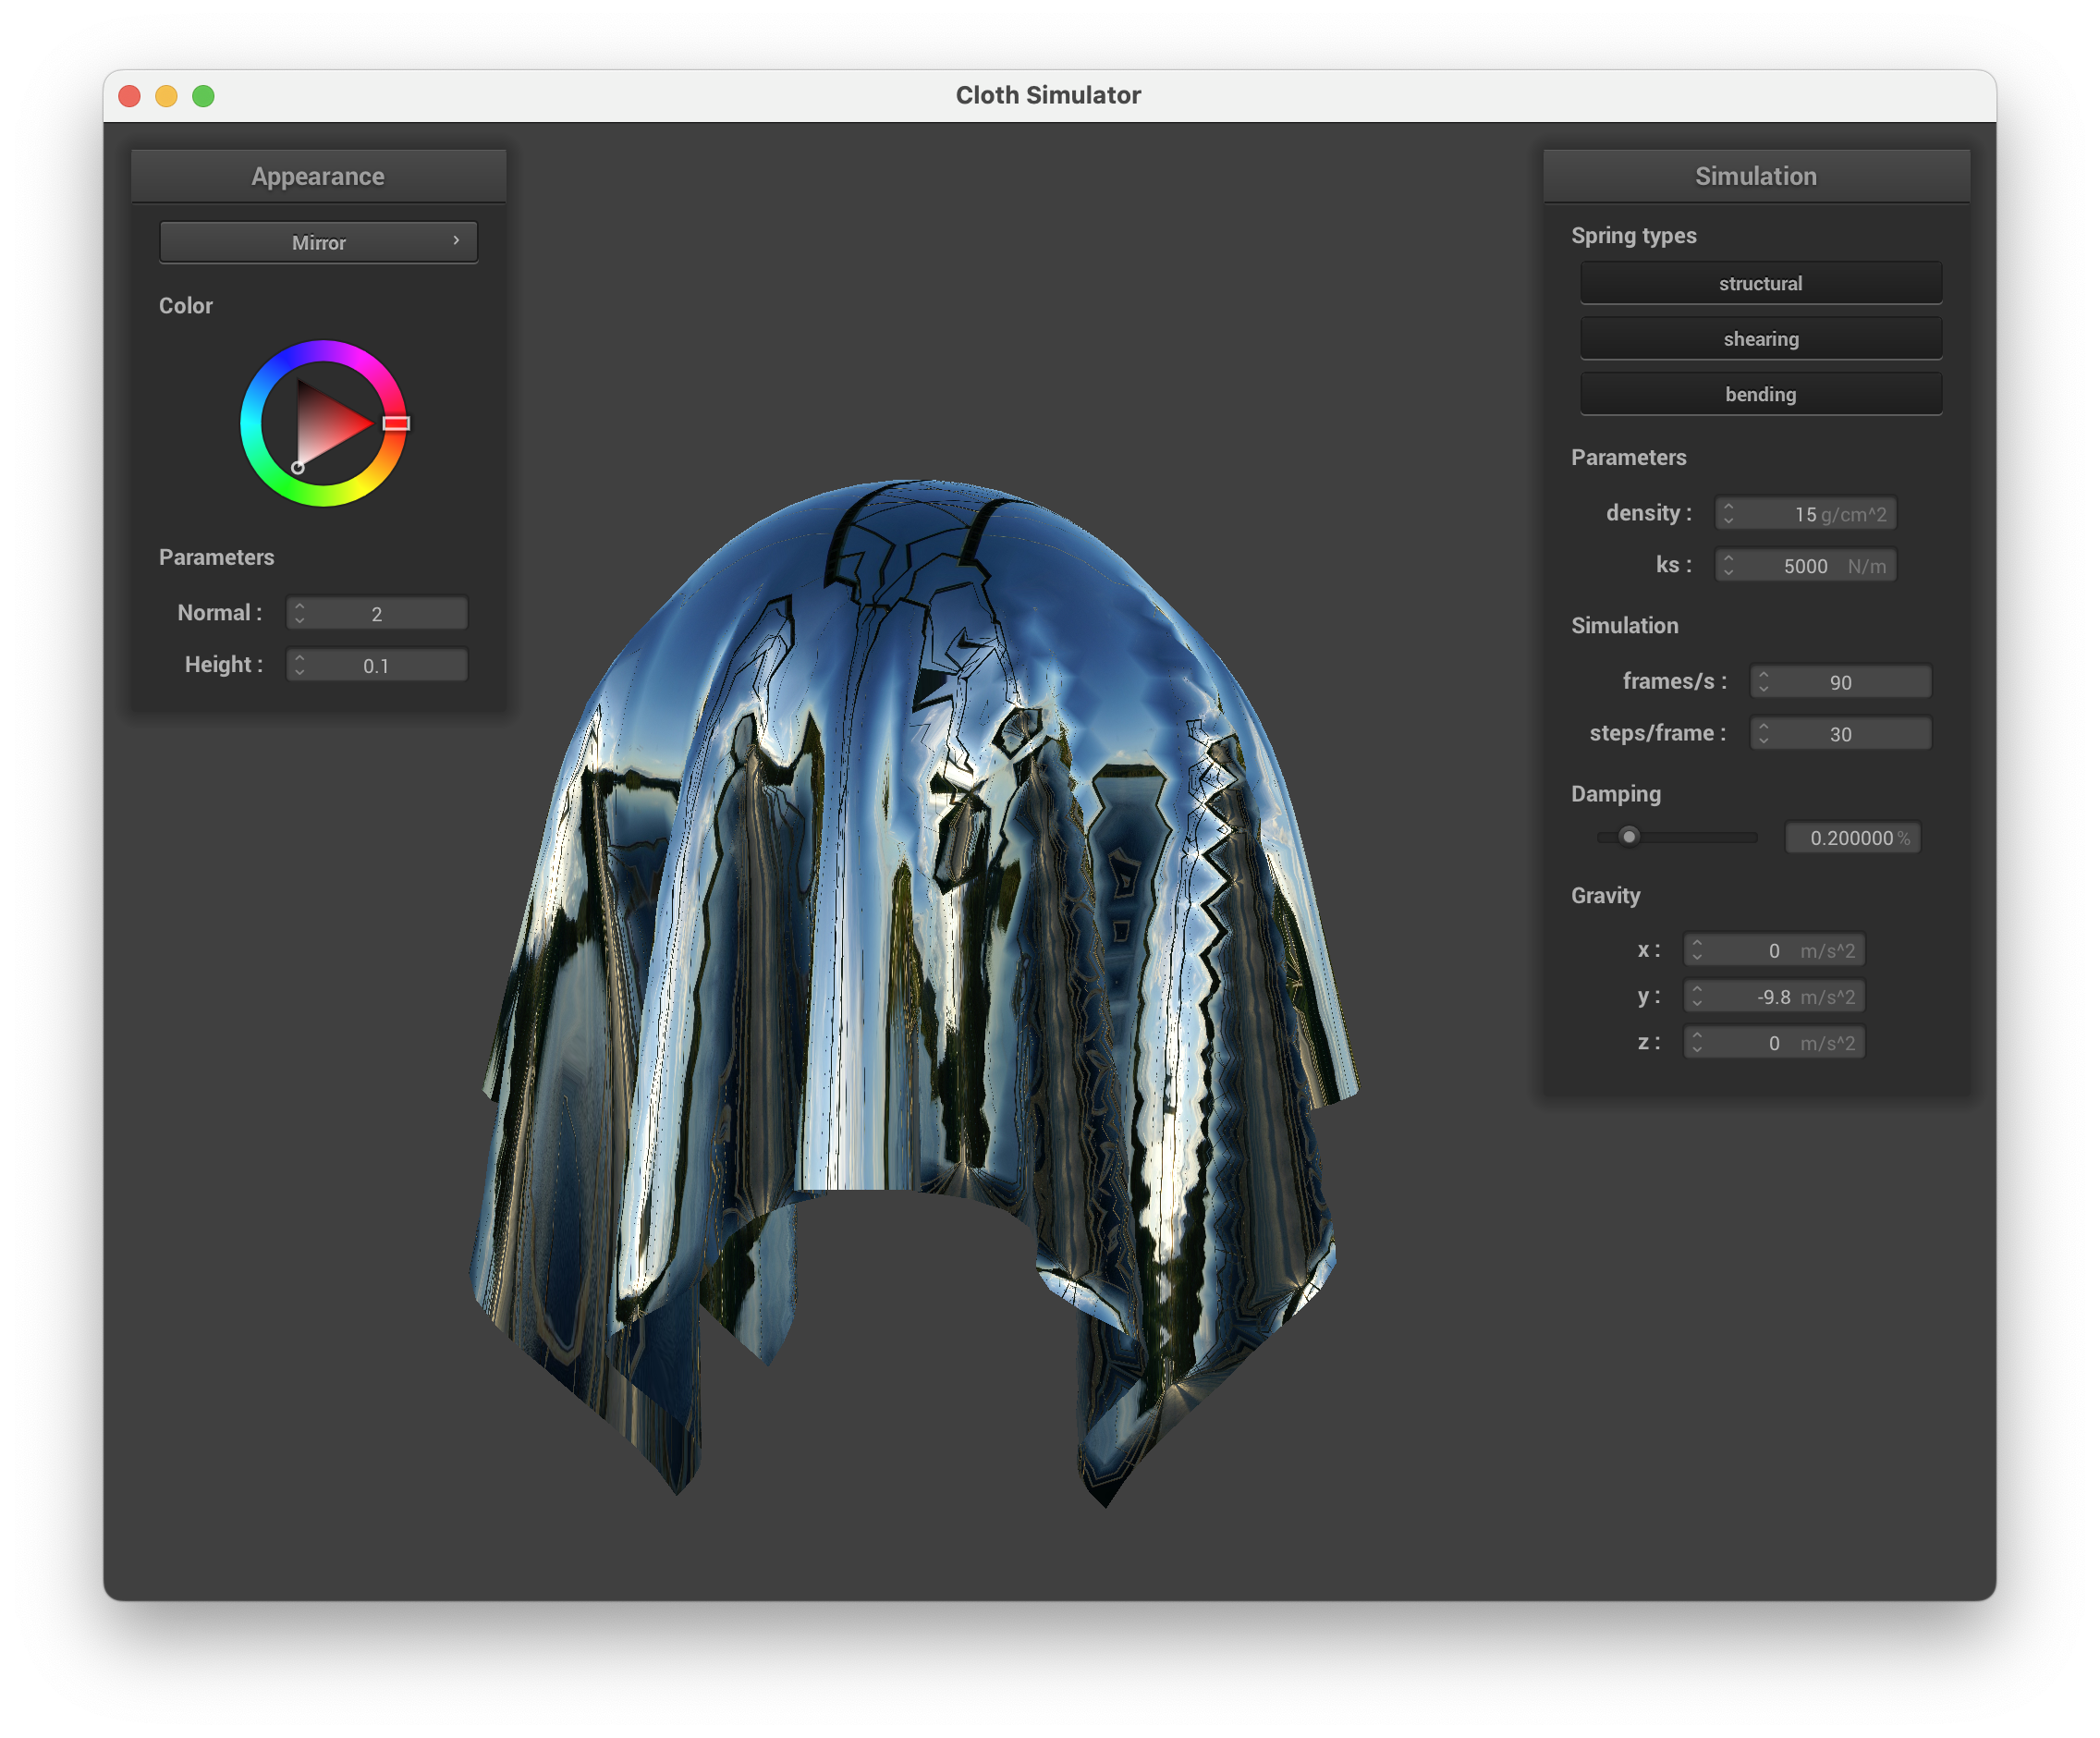 Cloth Simulator
Appearance
Mirror
Color
Parameters
Normal : 2
Height : 0.1
Simulation
Spring types
structural
shearing
bending
Parameters
density : 15 g/cm^2
ks : 5000 N/m
Simulation
frames/s : 90
steps/frame : 30
Damping
0.200000 %
Gravity
x : 0 m/s^2
y : -9.8 m/s^2
z : 0 m/s^2